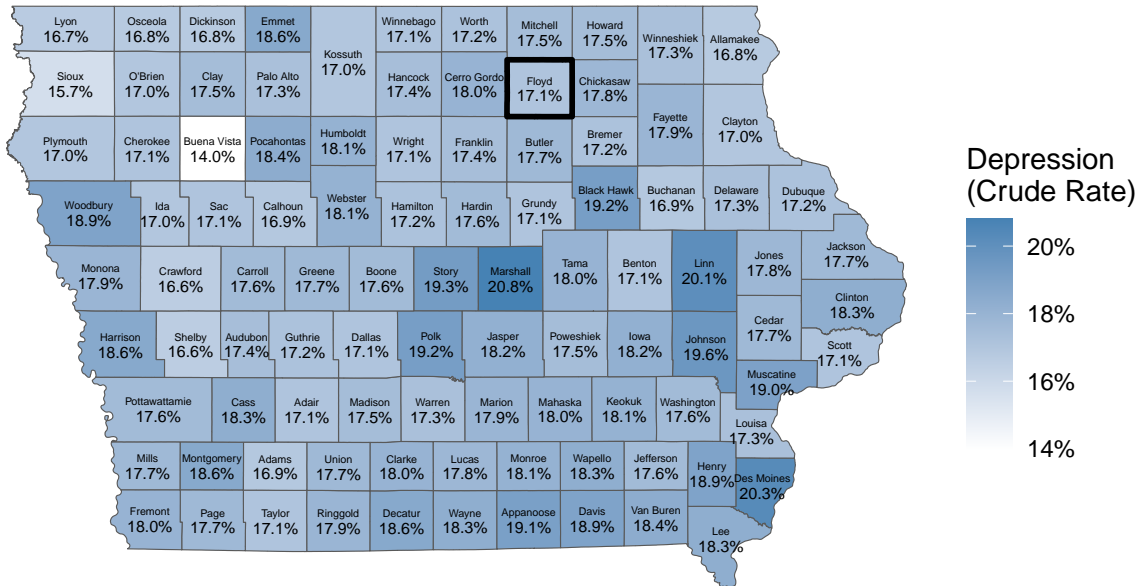 Lyon
16.7%
Osceola
16.8%
Dickinson
16.8%
Emmet
18.6%
Kossuth
17.0%
Winnebago
17.1%
Worth
17.2%
Mitchell
17.5%
Howard
17.5%
Winneshiek
17.3%
Allamakee
16.8%
Sioux
15.7%
O'Brien
17.0%
Clay
17.5%
Palo Alto
17.3%
Hancock
17.4%
Cerro Gordo
18.0%
Floyd
17.1%
Chickasaw
17.8%
Fayette
17.9%
Clayton
17.0%
Plymouth
17.0%
Cherokee
17.1%
Buena Vista
14.0%
Pocahontas
18.4%
Humboldt
18.1%
Wright
17.1%
Franklin
17.4%
Butler
17.7%
Bremer
17.2%
Woodbury
18.9%
Ida
17.0%
Sac
17.1%
Calhoun
16.9%
Webster
18.1%
Hamilton
17.2%
Hardin
17.6%
Grundy
17.1%
Black Hawk
19.2%
Buchanan
16.9%
Delaware
17.3%
Dubuque
17.2%
Monona
17.9%
Crawford
16.6%
Carroll
17.6%
Greene
17.7%
Boone
17.6%
Story
19.3%
Marshall
20.8%
Tama
18.0%
Benton
17.1%
Linn
20.1%
Jones
17.8%
Jackson
17.7%
Clinton
18.3%
Harrison
18.6%
Shelby
16.6%
Audubon
17.4%
Guthrie
17.2%
Dallas
17.1%
Polk
19.2%
Jasper
18.2%
Poweshiek
17.5%
Iowa
18.2%
Johnson
19.6%
Cedar
17.7%
Scott
17.1%
Muscatine
19.0%
Pottawattamie
17.6%
Cass
18.3%
Adair
17.1%
Madison
17.5%
Warren
17.3%
Marion
17.9%
Mahaska
18.0%
Keokuk
18.1%
Washington
17.6%
Louisa
17.3%
Mills
17.7%
Montgomery
18.6%
Adams
16.9%
Union
17.7%
Clarke
18.0%
Lucas
17.8%
Monroe
18.1%
Wapello
18.3%
Jefferson
17.6%
Henry
18.9%
Des Moines
20.3%
Fremont
18.0%
Page
17.7%
Taylor
17.1%
Ringgold
17.9%
Decatur
18.6%
Wayne
18.3%
Appanoose
19.1%
Davis
18.9%
Van Buren
18.4%
Lee
18.3%
Depression
(Crude Rate)
20%
18%
16%
14%